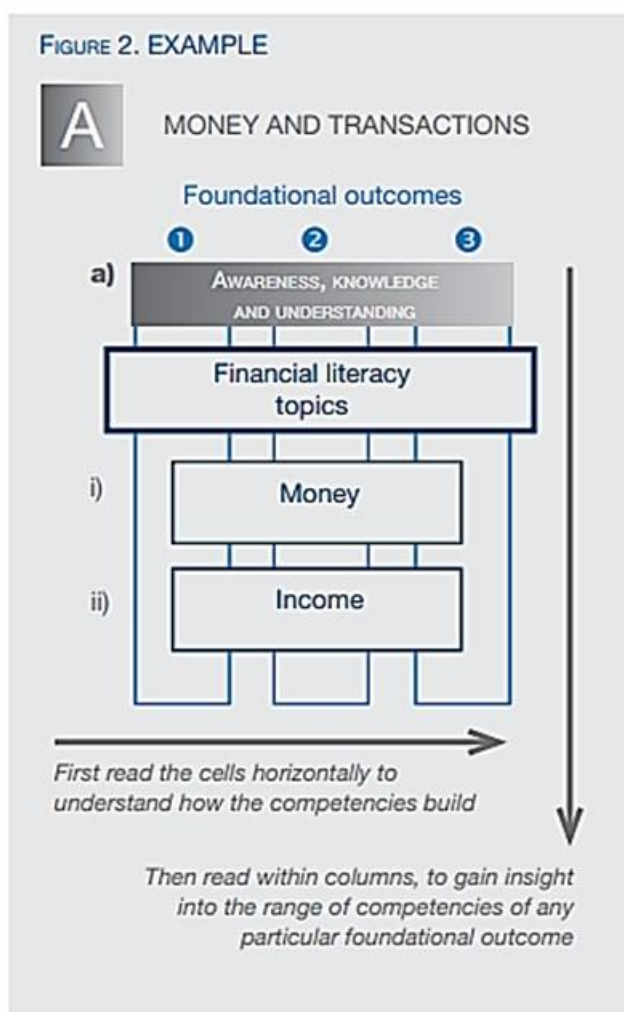 FIGURE 2. EXAMPLE
A
MONEY AND TRANSACTIONS
Foundational outcomes
1 2 3
a)
AWARENESS, KNOWLEDGE
AND UNDERSTANDING
Financial literacy
topics
i)
Money
ii)
Income
First read the cells horizontally to
understand how the competencies build
Then read within columns, to gain insight
into the range of competencies of any
particular foundational outcome